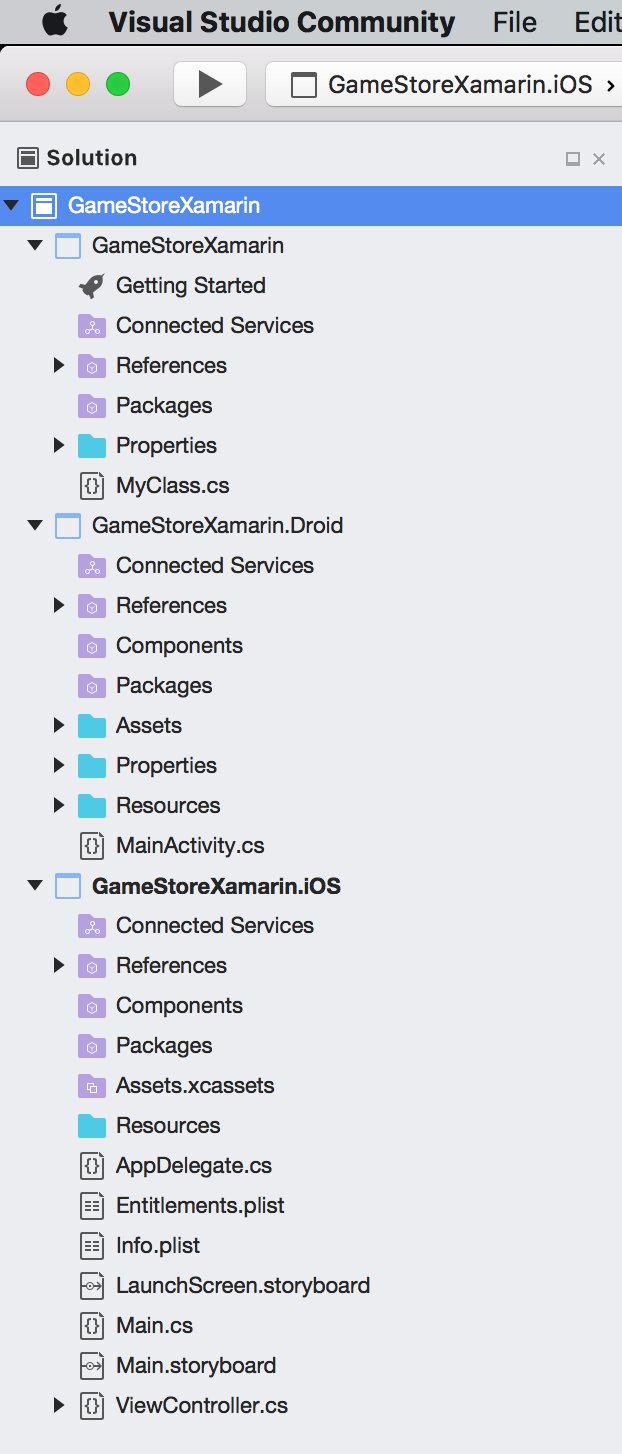 Visual Studio Community File Edit
GameStoreXamarin.iOS ›
Solution
GameStoreXamarin
GameStoreXamarin
Getting Started
Connected Services
References
Packages
Properties
MyClass.cs
GameStoreXamarin.Droid
Connected Services
References
Components
Packages
Assets
Properties
Resources
MainActivity.cs
GameStoreXamarin.iOS
Connected Services
References
Components
Packages
Assets.xcassets
Resources
AppDelegate.cs
Entitlements.plist
Info.plist
LaunchScreen.storyboard
Main.cs
Main.storyboard
ViewController.cs